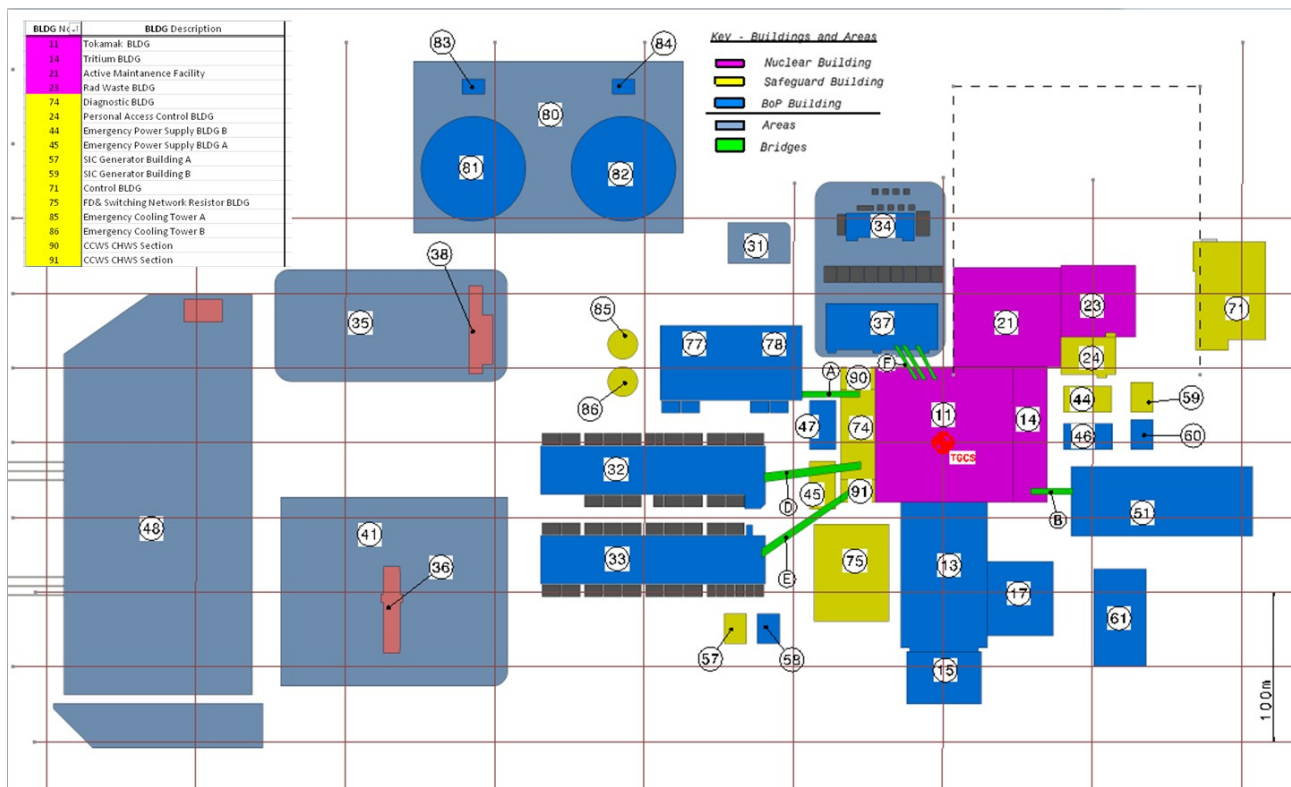 BLDG No BLDG Description
11 Tokamak BLDG
14 Tritium BLDG
21 Active Maintanence Facility
23 Rad Waste BLDG
74 Diagnostic BLDG
24 Personal Access Control BLDG
44 Emergency Power Supply BLDG B
45 Emergency Power Supply BLDG A
57 SIC Generator Building A
59 SIC Generator Building B
71 Control BLDG
75 FD& Switching Network Resistor BLDG
85 Emergency Cooling Tower A
86 Emergency Cooling Tower B
90 CCWS CHWS Section
91 CCWS CHWS Section
Key - Buildings and Areas
Nuclear Building
Safeguard Building
BoP Building
Areas
Bridges
83 84
80
81 82
34
31
38
35
23
21
71
37
85
77 78
24
F
90
A
86
44 59
11
14
47 74
46 60
TGCS
32
45 91
D
B
51
48
41
33
75
13
36
E
17
61
57 58
15
100m